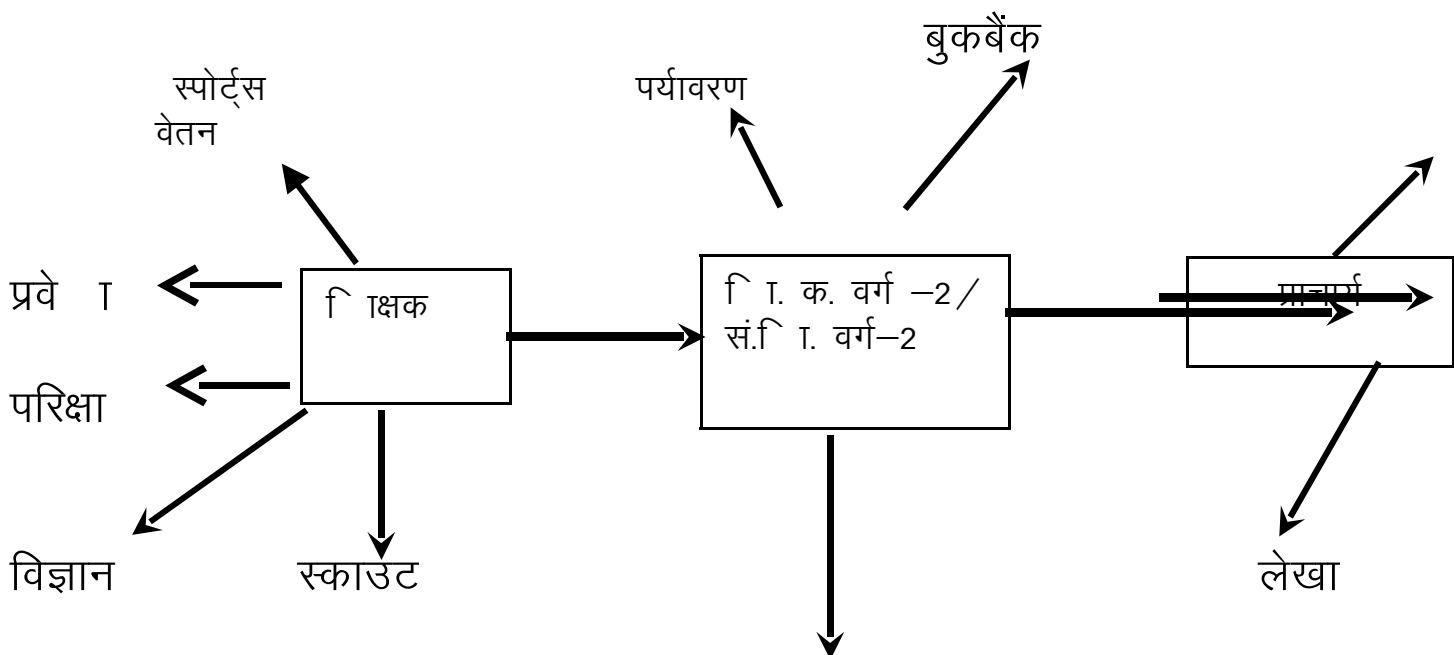 बुकबैंक
स्पोर्ट्स
वेतन
पर्यावरण
प्रवे ा
ि ाक्षक
ि ा. क. वर्ग –2/
सं.ि ा. वर्ग–2
प्राचार्य
परिक्षा
विज्ञान
स्काउट
लेखा